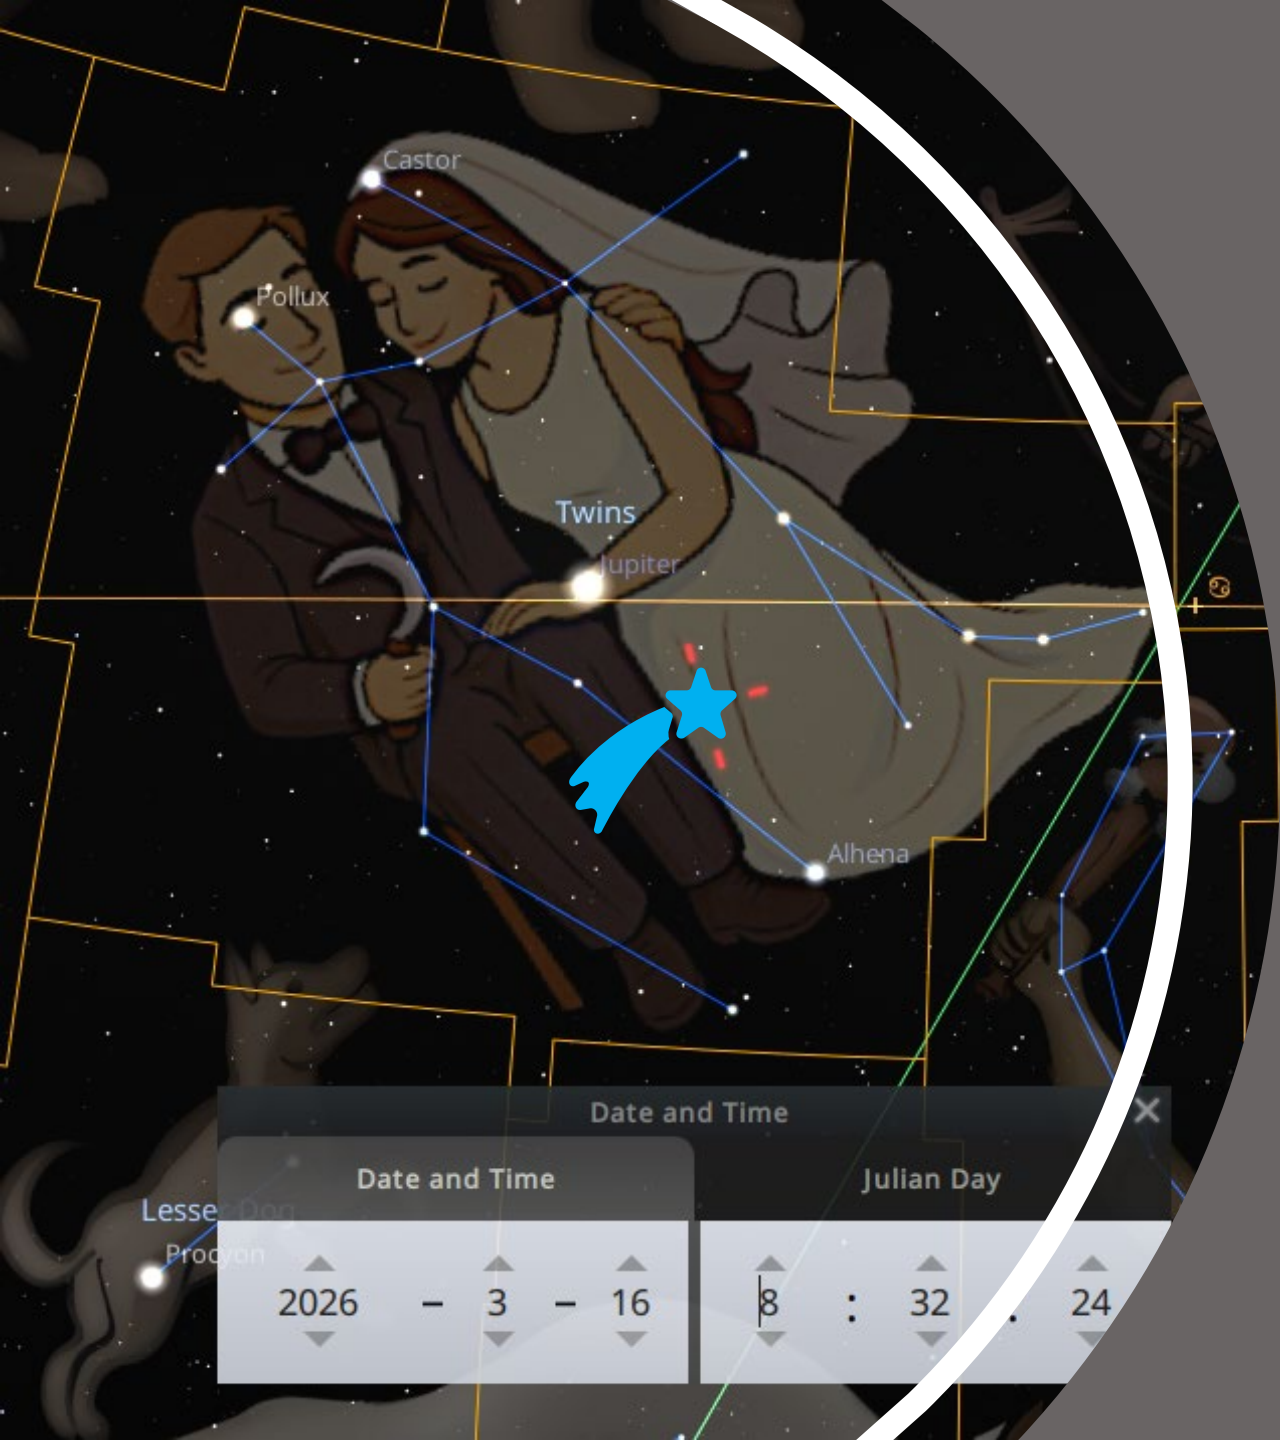 Castor
Pollux
Twins
Jupiter
Alhena
Date and Time
Date and Time
Julian Day
Lesser Dog
Procyon
2026 - 3 - 16
8 : 32 : 24